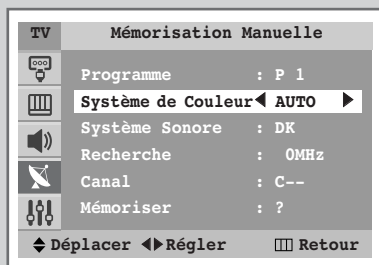 TV Mémorisation Manuelle
Programme : P 1
Système de Couleur AUTO
Système Sonore : DK
Recherche : 0MHz
Canal : C--
Mémoriser : ?
Déplacer Régler Retour